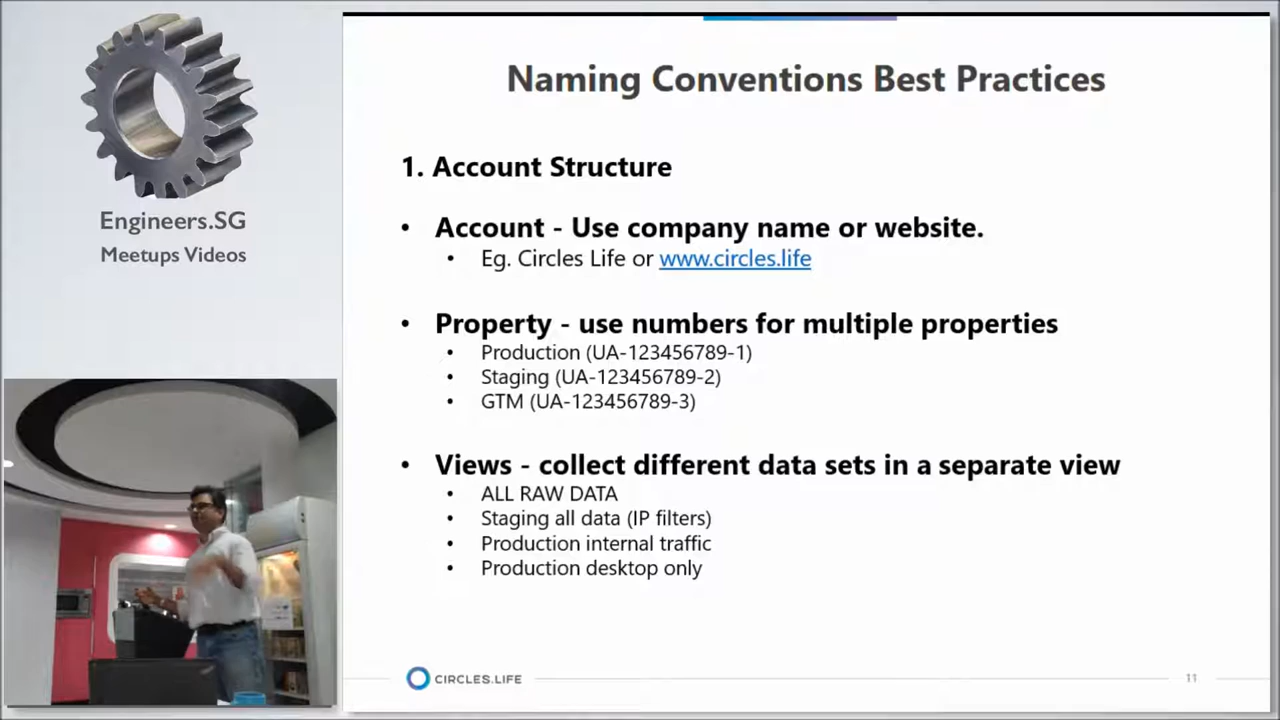 Engineers.SG
Meetups Videos
Naming Conventions Best Practices
1. Account Structure
• Account - Use company name or website.
• Eg. Circles Life or www.circles.life
• Property - use numbers for multiple properties
• Production (UA-123456789-1)
• Staging (UA-123456789-2)
• GTM (UA-123456789-3)
• Views - collect different data sets in a separate view
• ALL RAW DATA
• Staging all data (IP filters)
• Production internal traffic
• Production desktop only
CIRCLES.LIFE
11